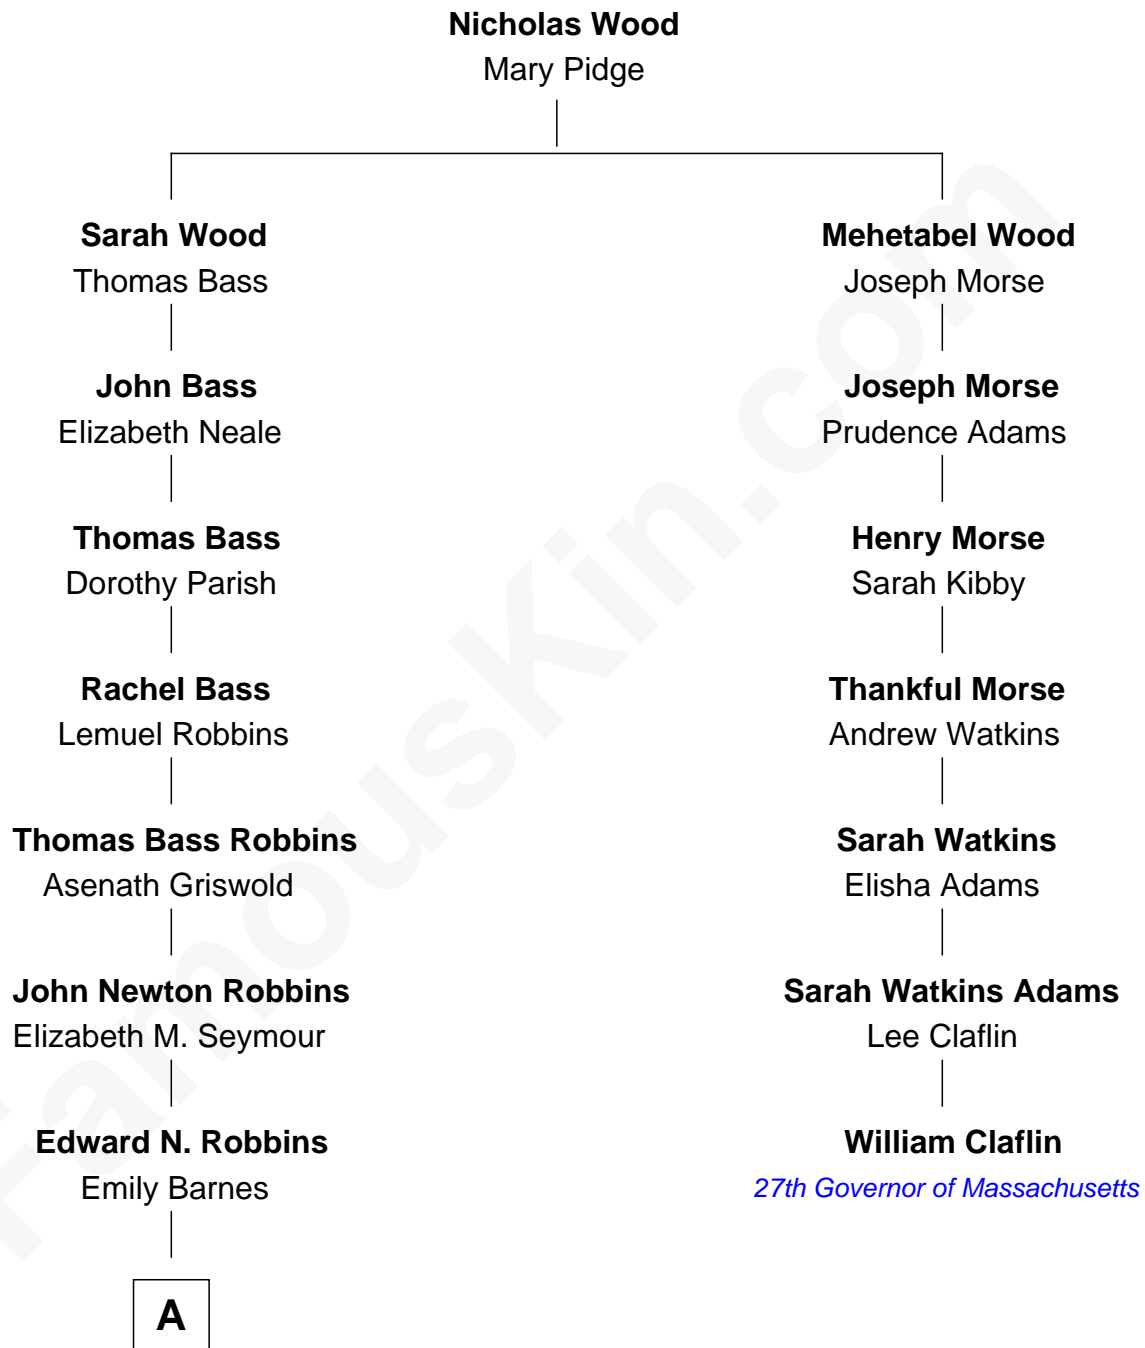 Nicholas Wood
Mary Pidge
Sarah Wood
Thomas Bass
John Bass
Elizabeth Neale
Thomas Bass
Dorothy Parish
Rachel Bass
Lemuel Robbins
Thomas Bass Robbins
Asenath Griswold
John Newton Robbins
Elizabeth M. Seymour
Edward N. Robbins
Emily Barnes
A
Mehetabel Wood
Joseph Morse
Joseph Morse
Prudence Adams
Henry Morse
Sarah Kibby
Thankful Morse
Andrew Watkins
Sarah Watkins
Elisha Adams
Sarah Watkins Adams
Lee Claflin
William Claflin
27th Governor of Massachusetts
FamousKin.com